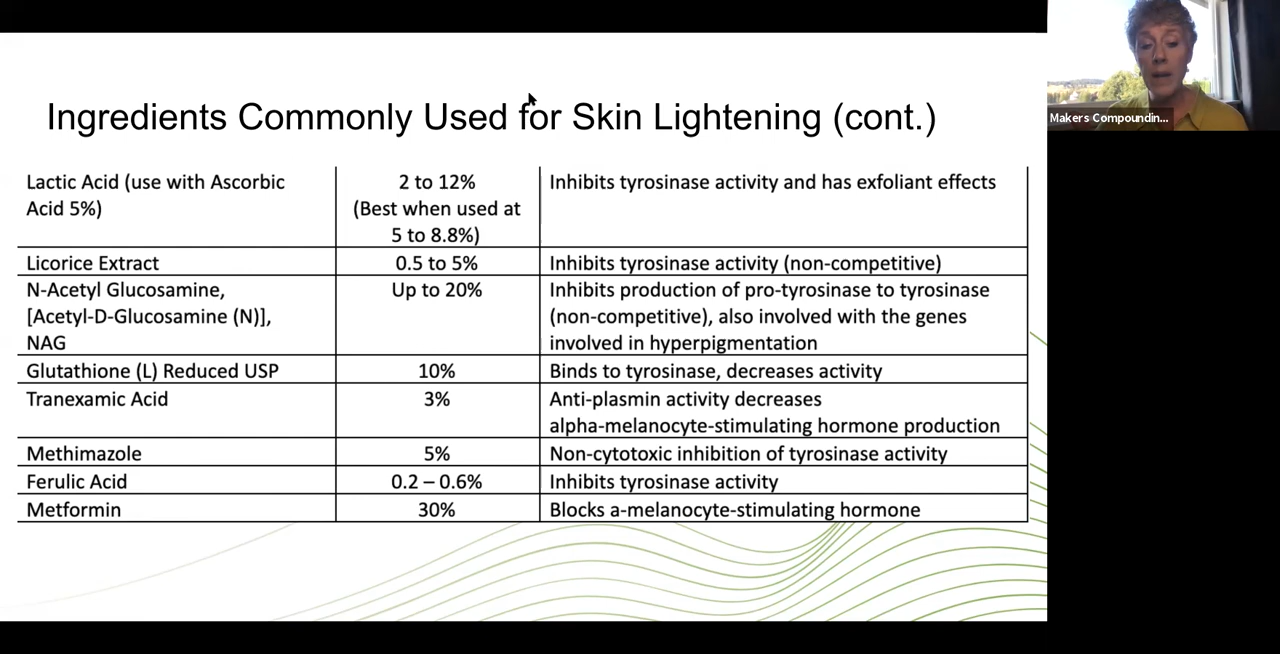 Ingredients Commonly Used for Skin Lightening (cont.)
Lactic Acid (use with Ascorbic
Acid 5%)
2 to 12%
(Best when used at
5 to 8.8%)
Inhibits tyrosinase activity and has exfoliant effects
Licorice Extract
0.5 to 5%
Inhibits tyrosinase activity (non-competitive)
N-Acetyl Glucosamine,
[Acetyl-D-Glucosamine (N)],
NAG
Up to 20%
Inhibits production of pro-tyrosinase to tyrosinase
(non-competitive), also involved with the genes
involved in hyperpigmentation
Glutathione (L) Reduced USP
10%
Binds to tyrosinase, decreases activity
Tranexamic Acid
3%
Anti-plasmin activity decreases
alpha-melanocyte-stimulating hormone production
Methimazole
5%
Non-cytotoxic inhibition of tyrosinase activity
Ferulic Acid
0.2 – 0.6%
Inhibits tyrosinase activity
Metformin
30%
Blocks a-melanocyte-stimulating hormone
Makers Compoundin...